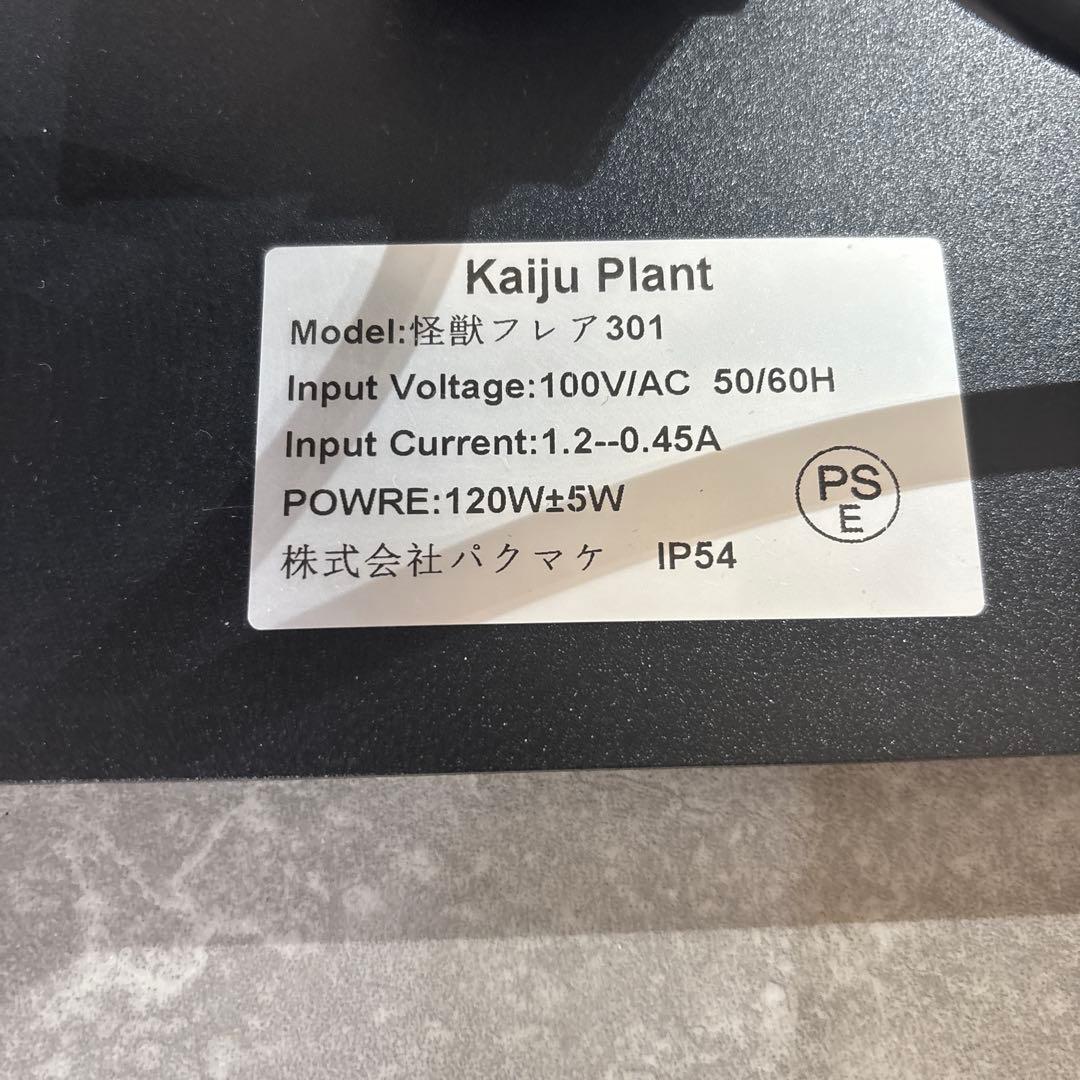 Kaiju Plant
Model:怪獣フレア301
Input Voltage:100V/AC 50/60H
Input Current:1.2--0.45A
POWRE:120W±5W
株式会社パクマケ IP54
PS
E